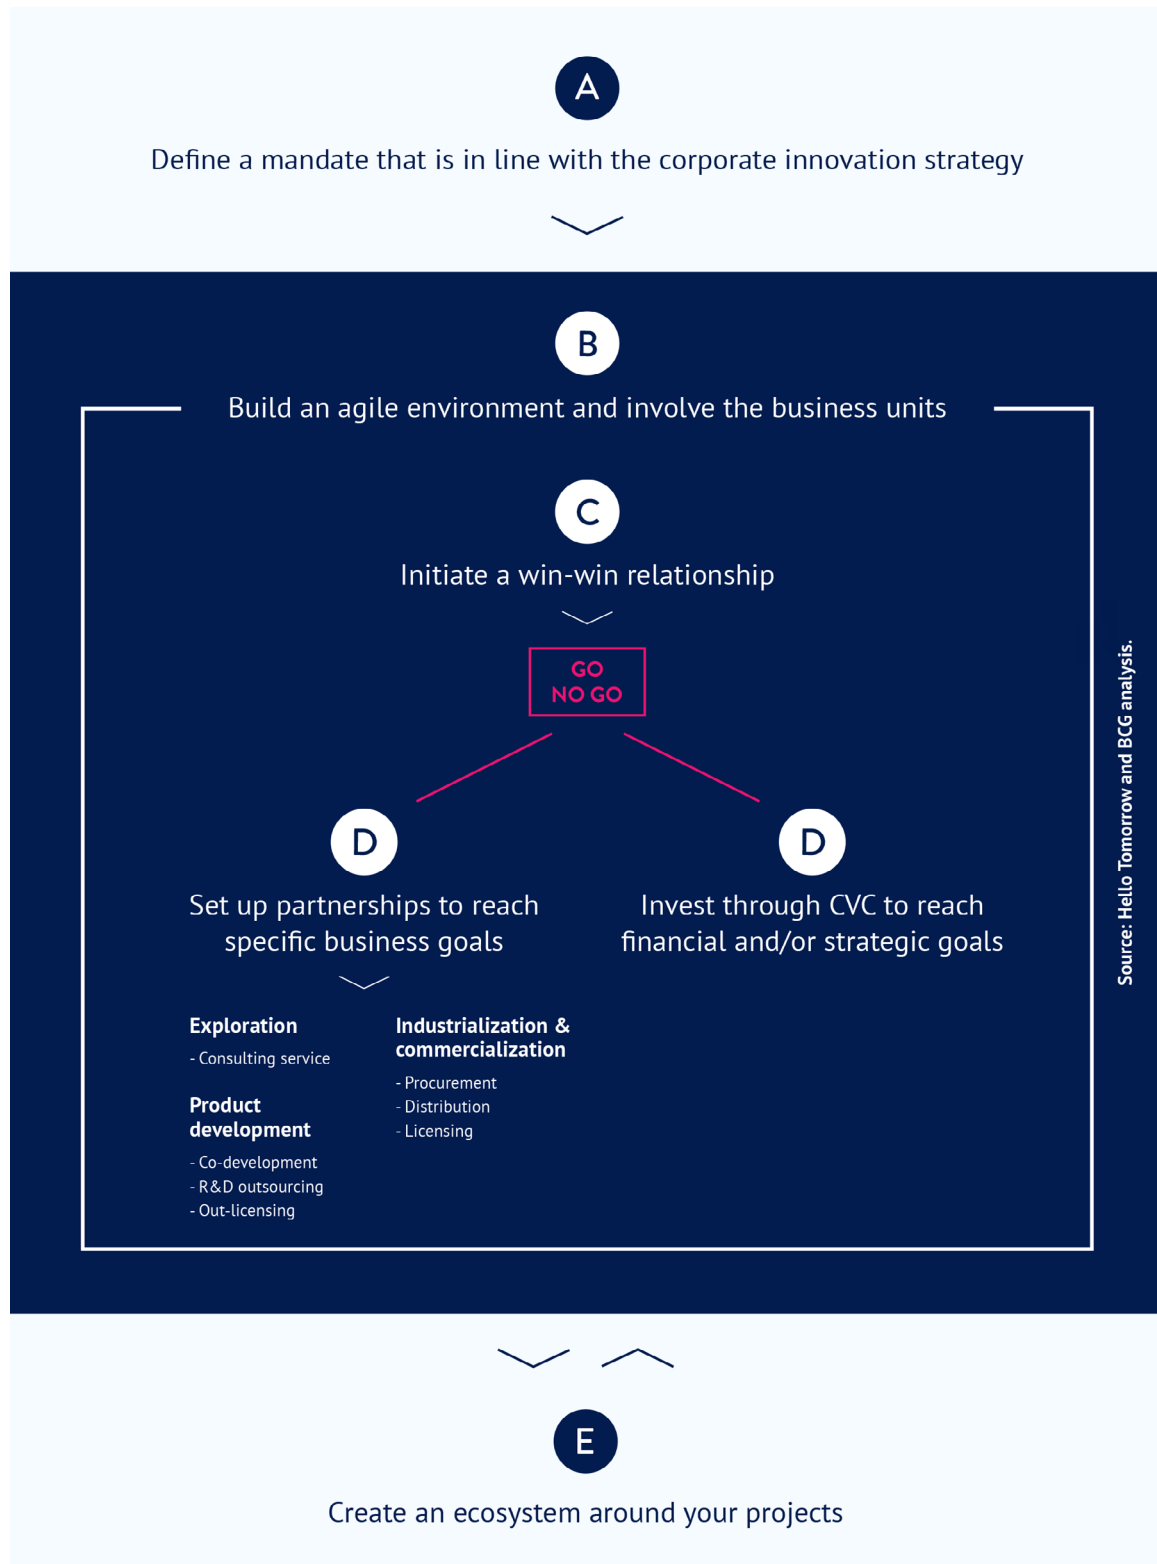 A
Define a mandate that is in line with the corporate innovation strategy
B
Build an agile environment and involve the business units
C
Initiate a win-win relationship
GO
NO GO
D
Set up partnerships to reach
specific business goals
Exploration
- Consulting service
Product
development
- Co-development
- R&D outsourcing
- Out-licensing
Industrialization &
commercialization
- Procurement
- Distribution
- Licensing
D
Invest through CVC to reach
financial and/or strategic goals
Source: Hello Tomorrow and BCG analysis.
E
Create an ecosystem around your projects